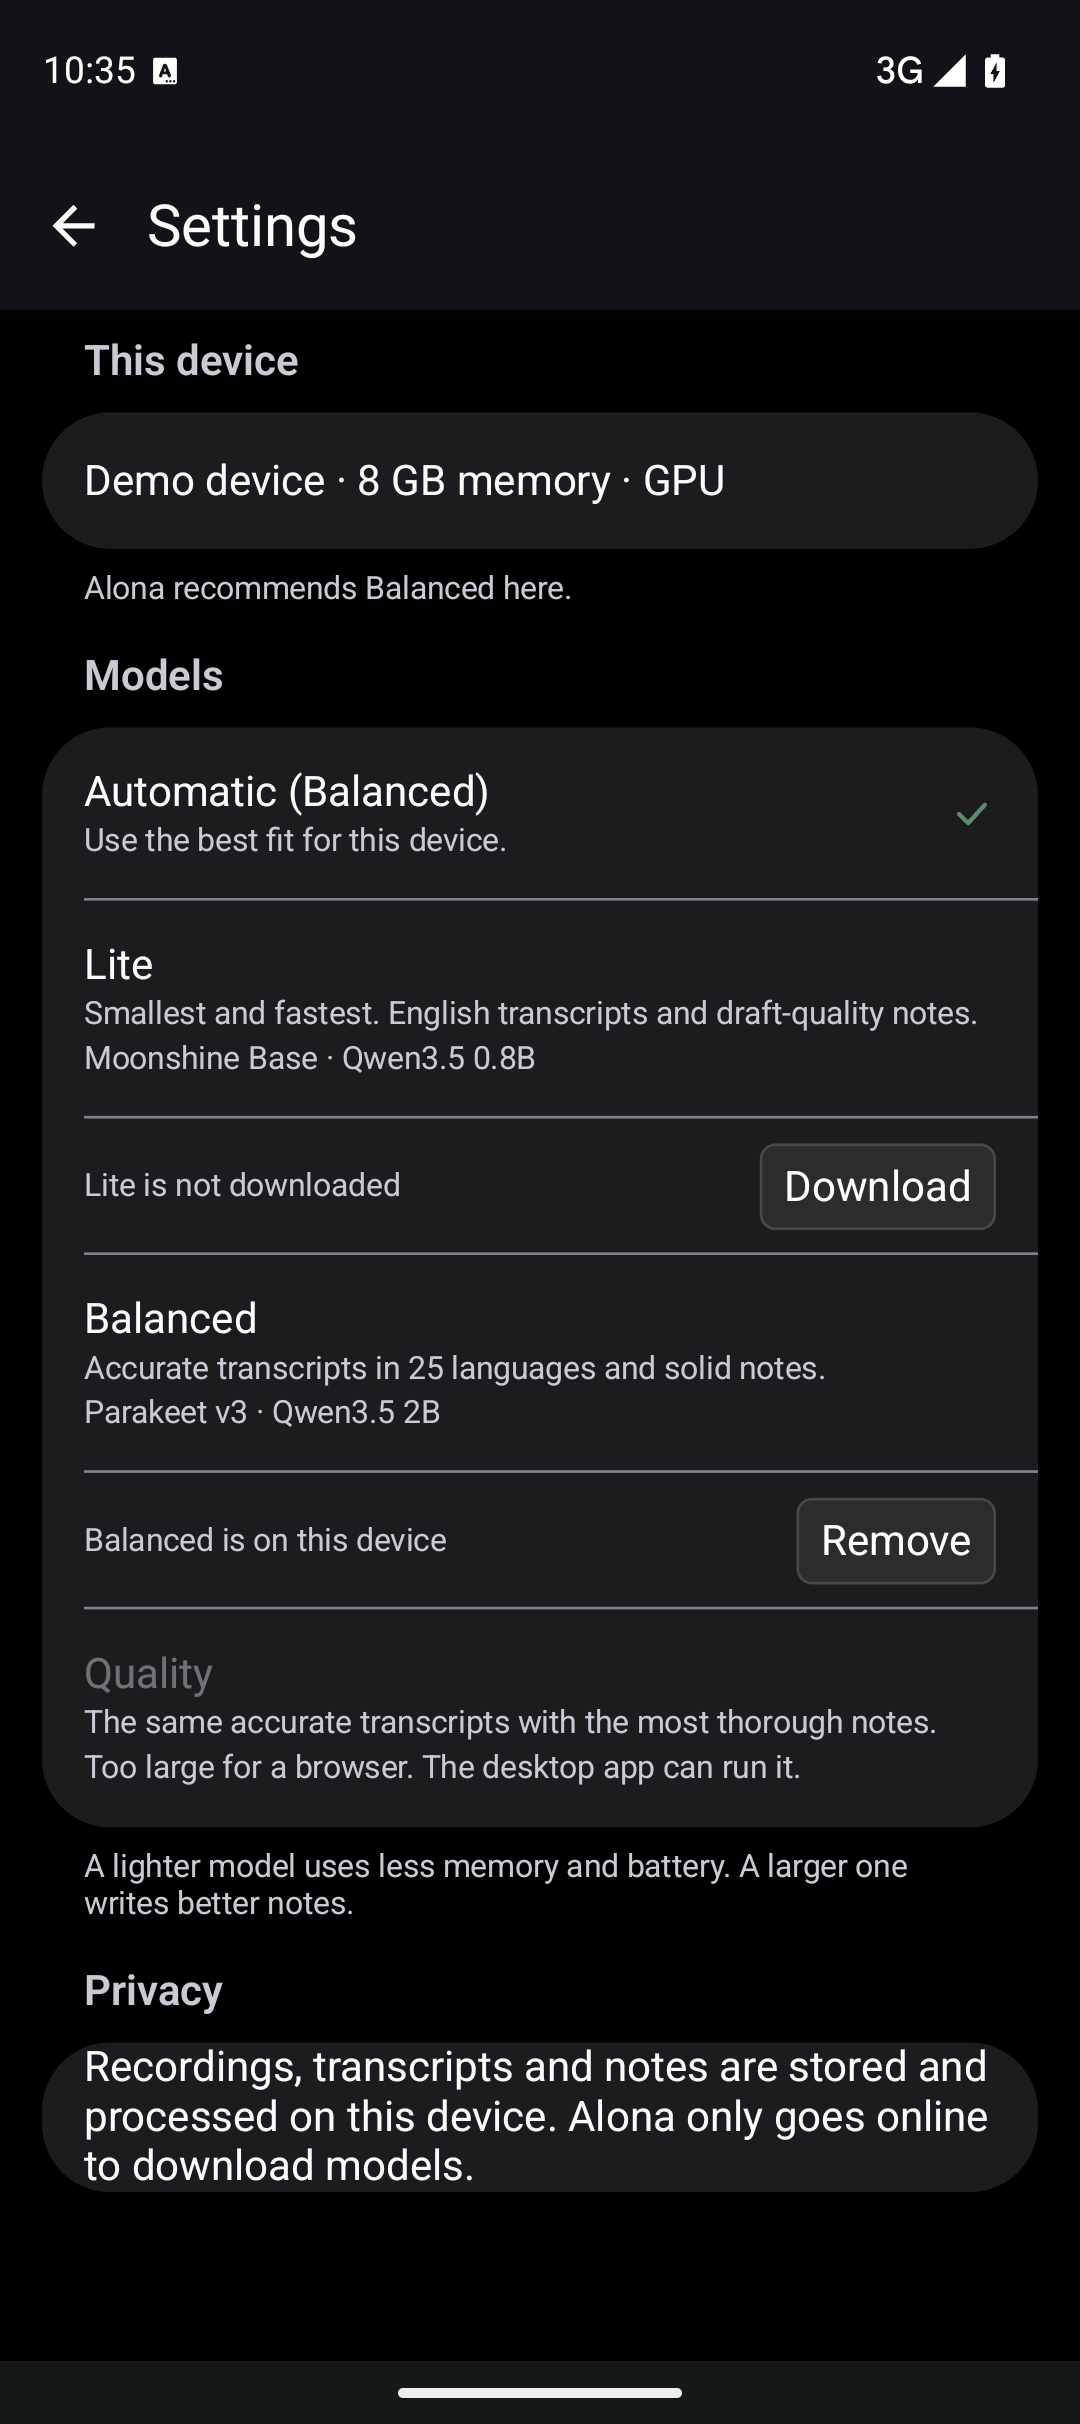 10:35
3G
Settings
This device
Demo device · 8 GB memory · GPU
Alona recommends Balanced here.
Models
Automatic (Balanced)
Use the best fit for this device.
Lite
Smallest and fastest. English transcripts and draft-quality notes.
Moonshine Base · Qwen3.5 0.8B
Lite is not downloaded
Download
Balanced
Accurate transcripts in 25 languages and solid notes.
Parakeet v3 · Qwen3.5 2B
Balanced is on this device
Remove
Quality
The same accurate transcripts with the most thorough notes.
Too large for a browser. The desktop app can run it.
A lighter model uses less memory and battery. A larger one
writes better notes.
Privacy
Recordings, transcripts and notes are stored and
processed on this device. Alona only goes online
to download models.